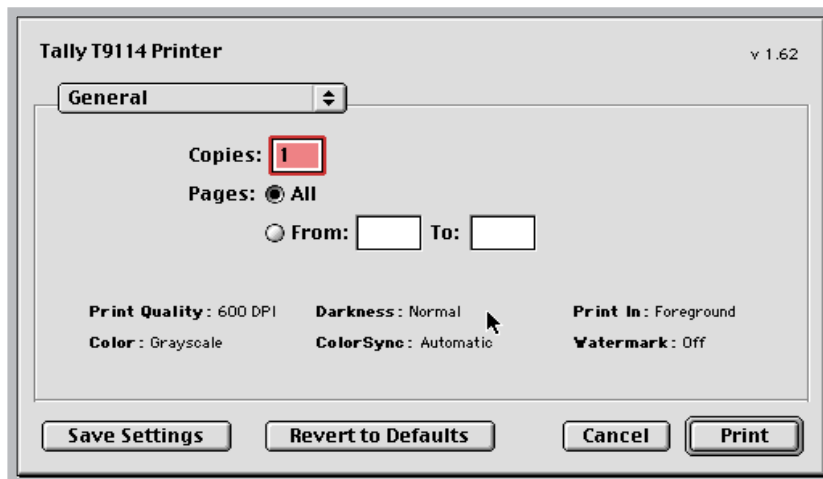 Tally T9114 Printer v 1.62
General
Copies: 1
Pages: All
From: To:
Print Quality : 600 DPI Darkness : Normal Print In : Foreground
Color : Grayscale ColorSync : Automatic Watermark : Off
Save Settings Revert to Defaults Cancel Print